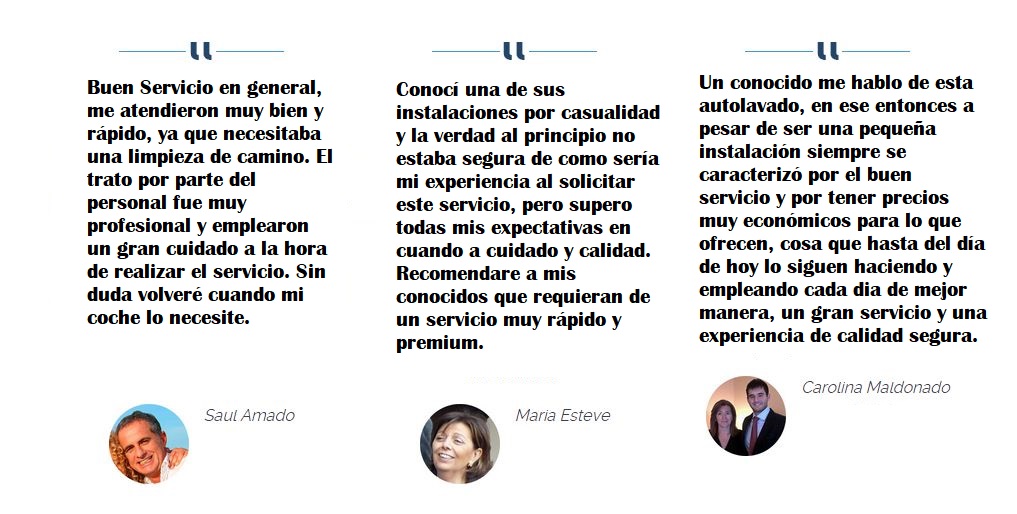 Buen Servicio en general,
me atendieron muy bien y
rápido, ya que necesitaba
una limpieza de camino. El
trato por parte del
personal fue muy
profesional y emplearon
un gran cuidado a la hora
de realizar el servicio. Sin
duda volveré cuando mi
coche lo necesite.
Saul Amado
Conocí una de sus
instalaciones por casualidad
y la verdad al principio no
estaba segura de como sería
mi experiencia al solicitar
este servicio, pero supero
todas mis expectativas en
cuando a cuidado y calidad.
Recomendare a mis
conocidos que requieran de
un servicio muy rápido y
premium.
Maria Esteve
Un conocido me hablo de esta
autolavado, en ese entonces a
pesar de ser una pequeña
instalación siempre se
caracterizó por el buen
servicio y por tener precios
muy económicos para lo que
ofrecen, cosa que hasta del día
de hoy lo siguen haciendo y
empleando cada dia de mejor
manera, un gran servicio y una
experiencia de calidad segura.
Carolina Maldonado